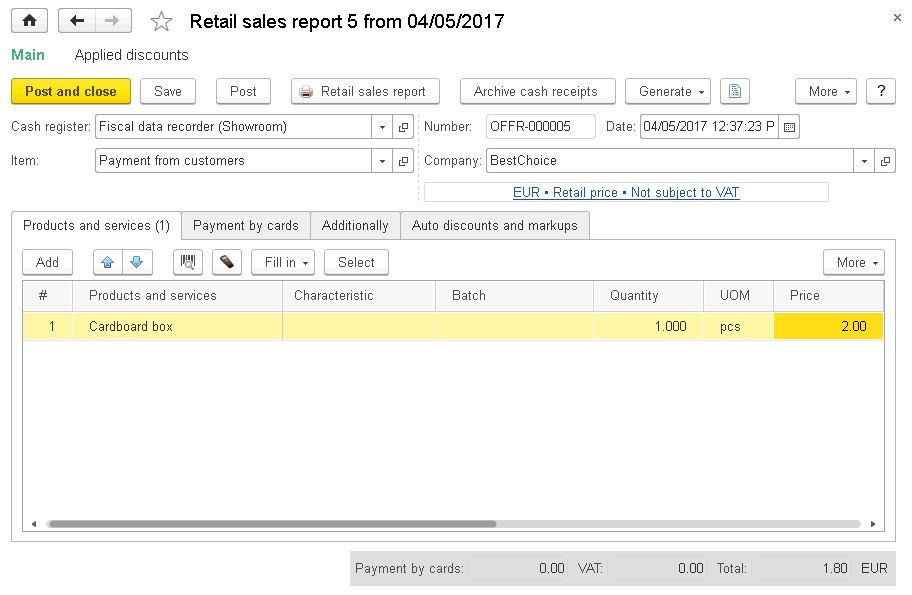 Retail sales report 5 from 04/05/2017
Main Applied discounts
Post and close Save Post Retail sales report Archive cash receipts Generate More ?
Cash register: Fiscal data recorder (Showroom) Number: OFFR-000005 Date: 04/05/2017 12:37:23 P
Item: Payment from customers Company: BestChoice
EUR • Retail price • Not subject to VAT
Products and services (1) Payment by cards Additionally Auto discounts and markups
Add Fill in Select More
# Products and services Characteristic Batch Quantity UOM Price
1 Cardboard box 1.000 pcs 2.00
Payment by cards: 0.00 VAT: 0.00 Total: 1.80 EUR